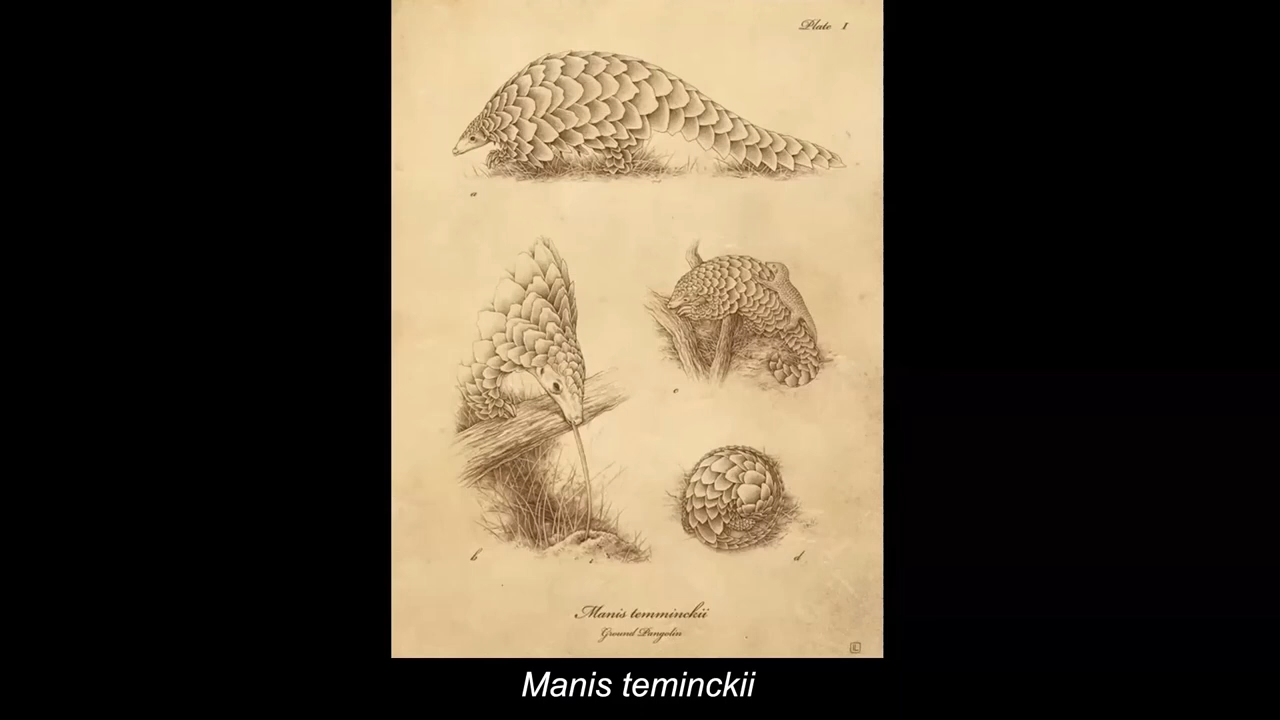 Plate I
a
b
c
d
Manis temminckii
Ground Pangolin
Manis teminckii